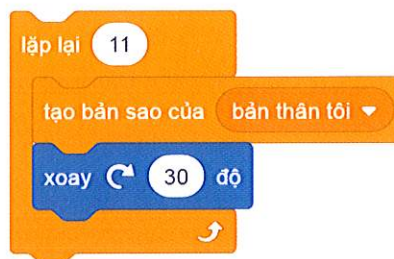 lặp lại 11
tạo bản sao của bản thân tôi
xoay 30 độ